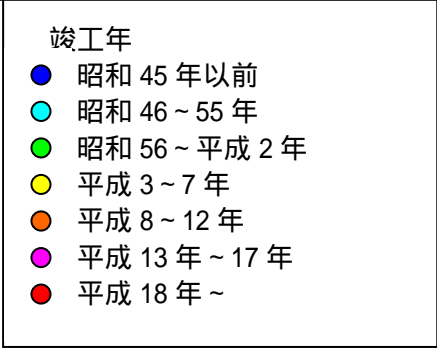 竣工年
昭和 45 年以前
昭和 46 ~ 55 年
昭和 56 ~ 平成 2 年
平成 3 ~ 7 年
平成 8 ~ 12 年
平成 13 年 ~ 17 年
平成 18 年 ~